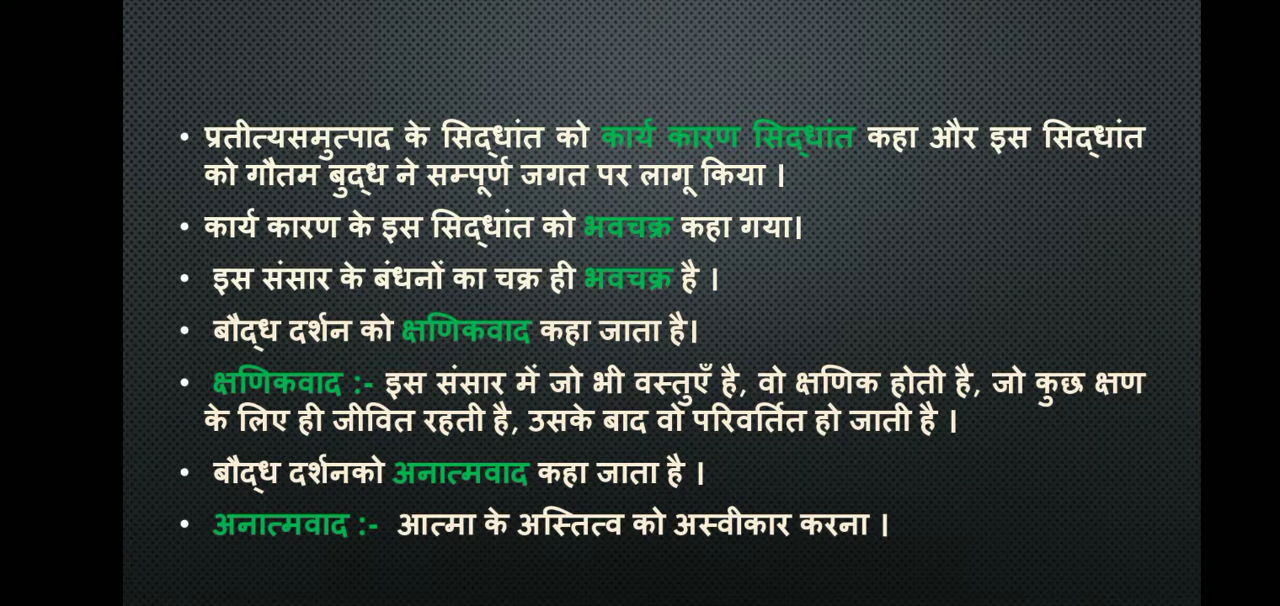 • प्रतीत्यसमुत्पाद के सिद्धांत को कार्य कारण सिद्धांत कहा और इस सिद्धांत
को गौतम बुद्ध ने सम्पूर्ण जगत पर लागू किया ।
• कार्य कारण के इस सिद्धांत को भवचक्र कहा गया।
• इस संसार के बंधनों का चक्र ही भवचक्र है ।
• बौद्ध दर्शन को क्षणिकवाद कहा जाता है।
• क्षणिकवाद :- इस संसार में जो भी वस्तुएँ है, वो क्षणिक होती है, जो कुछ क्षण
के लिए ही जीवित रहती है, उसके बाद वो परिवर्तित हो जाती है ।
• बौद्ध दर्शनको अनात्मवाद कहा जाता है ।
• अनात्मवाद :- आत्मा के अस्तित्व को अस्वीकार करना ।